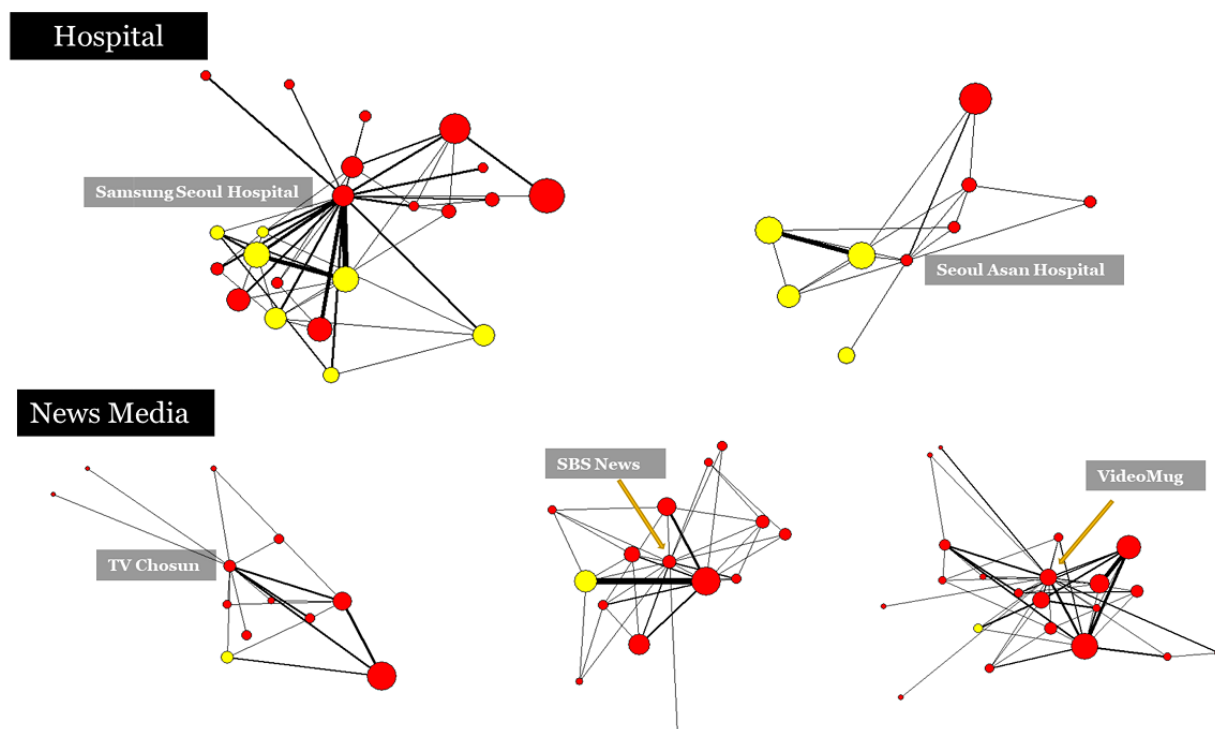 Hospital
Samsung Seoul Hospital
Seoul Asan Hospital
News Media
SBS News
VideoMug
TV Chosun